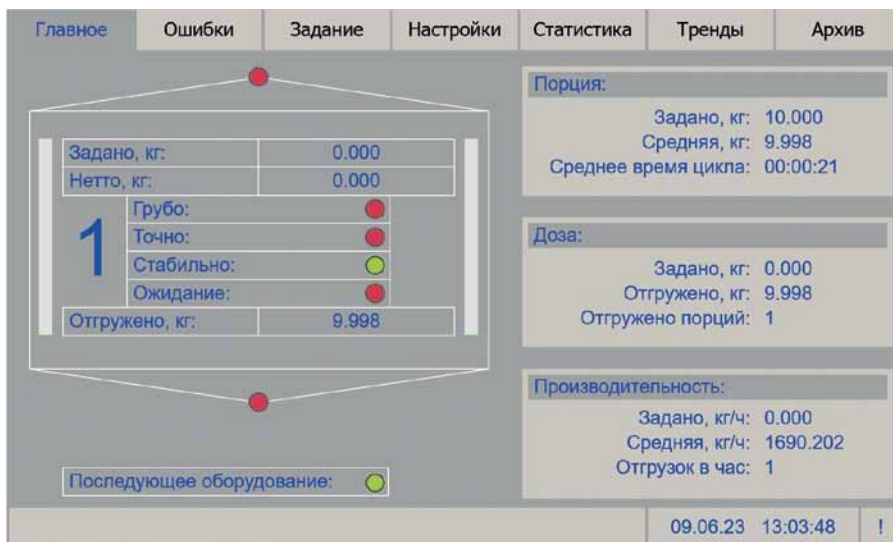 Главное Ошибки Задание Настройки Статистика Тренды Архив
Задано, кг: 0.000
Нетто, кг: 0.000
1
Грубо:
Точно:
Стабильно:
Ожидание:
Отгружено, кг: 9.998
Последующее оборудование:
Порция:
Задано, кг: 10.000
Средняя, кг: 9.998
Среднее время цикла: 00:00:21
Доза:
Задано, кг: 0.000
Отгружено, кг: 9.998
Отгружено порций: 1
Производительность:
Задано, кг/ч: 0.000
Средняя, кг/ч: 1690.202
Отгрузок в час: 1
09.06.23 13:03:48 !